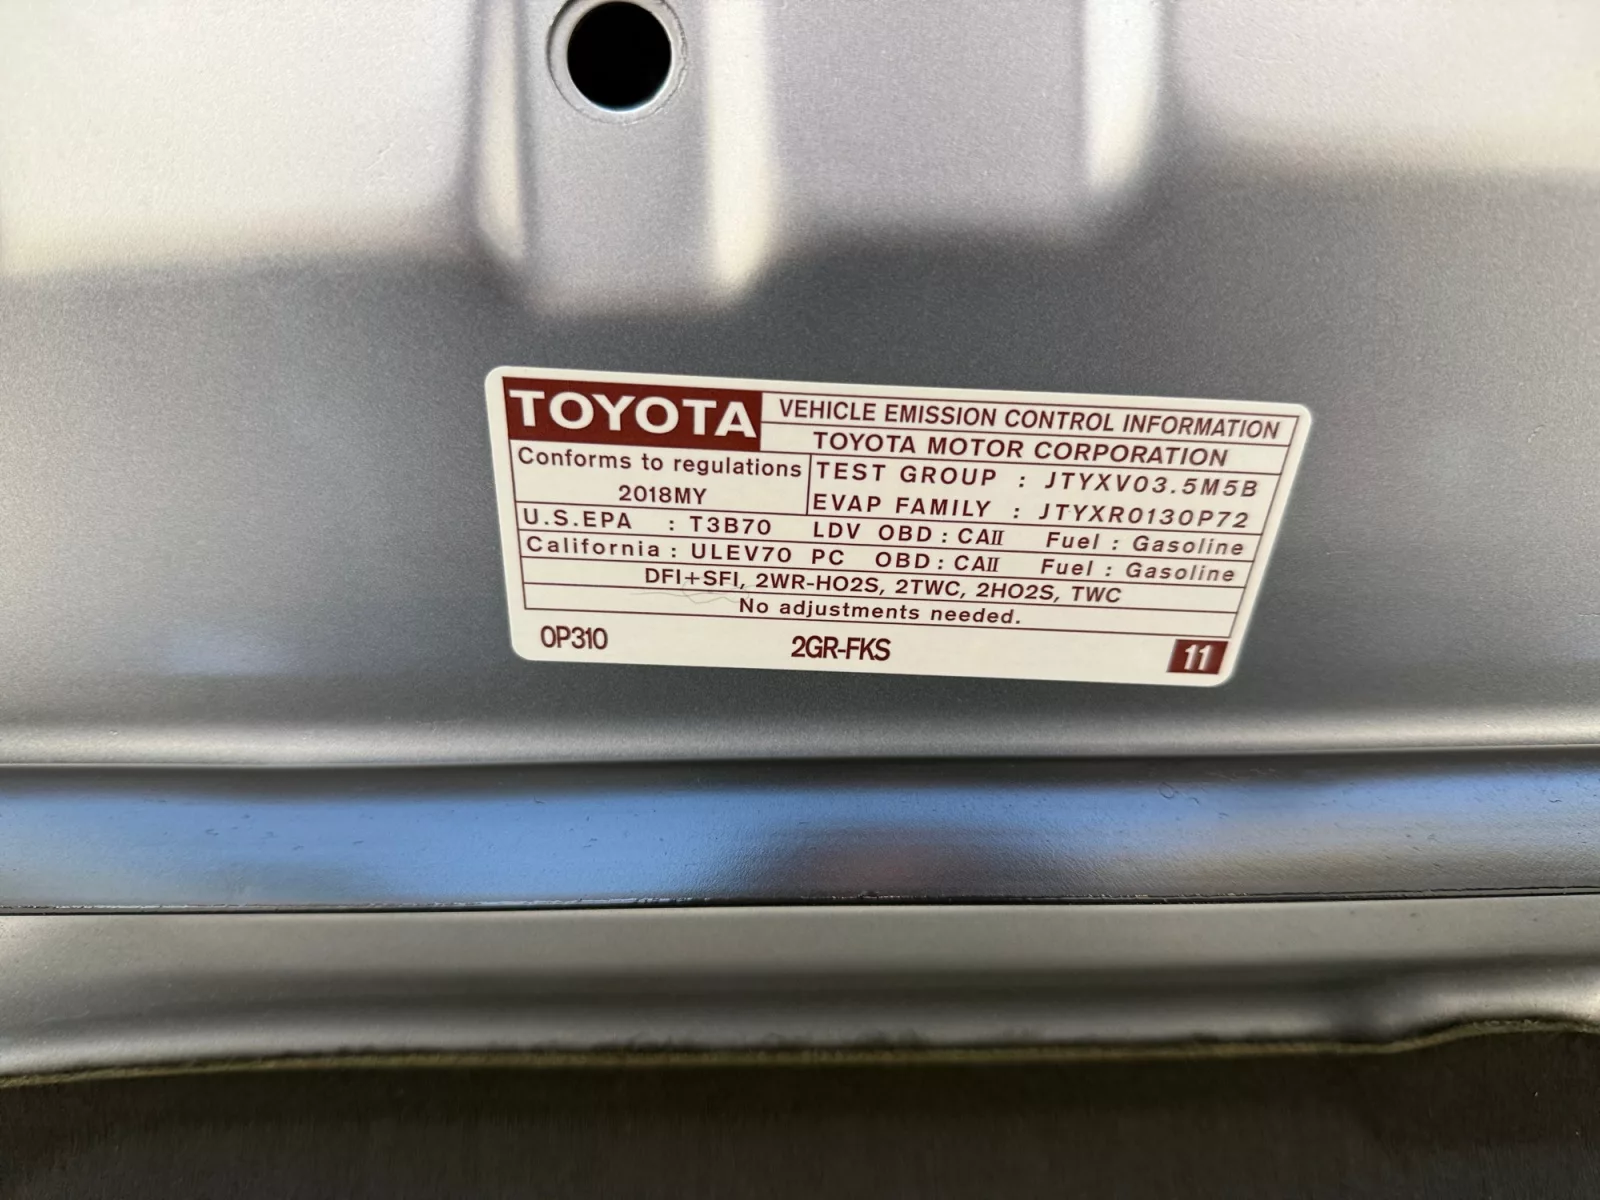 TOYOTA VEHICLE EMISSION CONTROL INFORMATION
TOYOTA MOTOR CORPORATION
Conforms to regulations
2018MY
TEST GROUP : JTYXV03.5M5B
EVAP FAMILY : JTYXR0130P72
U.S.EPA : T3B70 LDV OBD : CAII Fuel : Gasoline
California : ULEV70 PC OBD : CAII Fuel : Gasoline
DFI+SFI, 2WR-HO2S, 2TWC, 2HO2S, TWC
No adjustments needed.
0P310 2GR-FKS 11